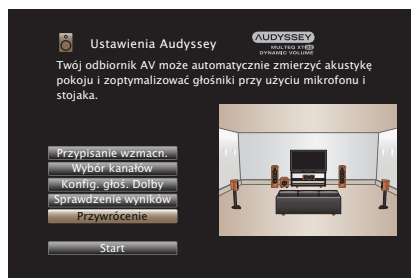 Ustawienia Audyssey
AUDYSSEY
MULTEQ XT32
DYNAMIC VOLUME
Twój odbiornik AV może automatycznie zmierzyć akustykę
pokoju i zoptymalizować głośniki przy użyciu mikrofonu i
stojaka.
Przypisanie wzmacn.
Wybór kanałów
Konfig. głoś. Dolby
Sprawdzenie wyników
Przywrócenie
Start